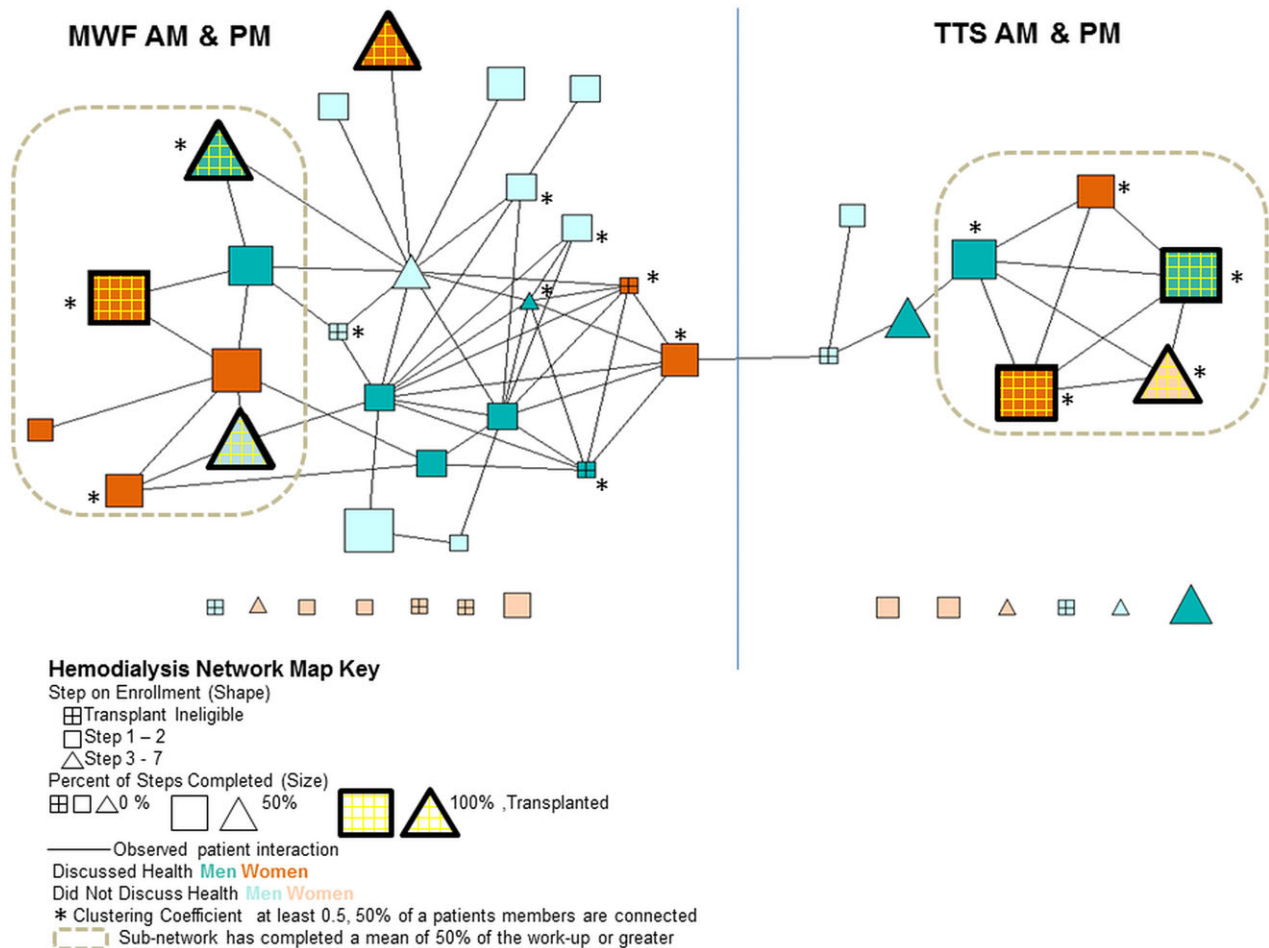 MWF AM & PM
TTS AM & PM
*
*
*
*
*
*
*
*
*
*
*
*
*
*
Hemodialysis Network Map Key
Step on Enrollment (Shape)
Transplant Ineligible
Step 1 – 2
Step 3 - 7
Percent of Steps Completed (Size)
0 % 50% 100% ,Transplanted
Observed patient interaction
Discussed Health Men Women
Did Not Discuss Health Men Women
* Clustering Coefficient at least 0.5, 50% of a patients members are connected
Sub-network has completed a mean of 50% of the work-up or greater